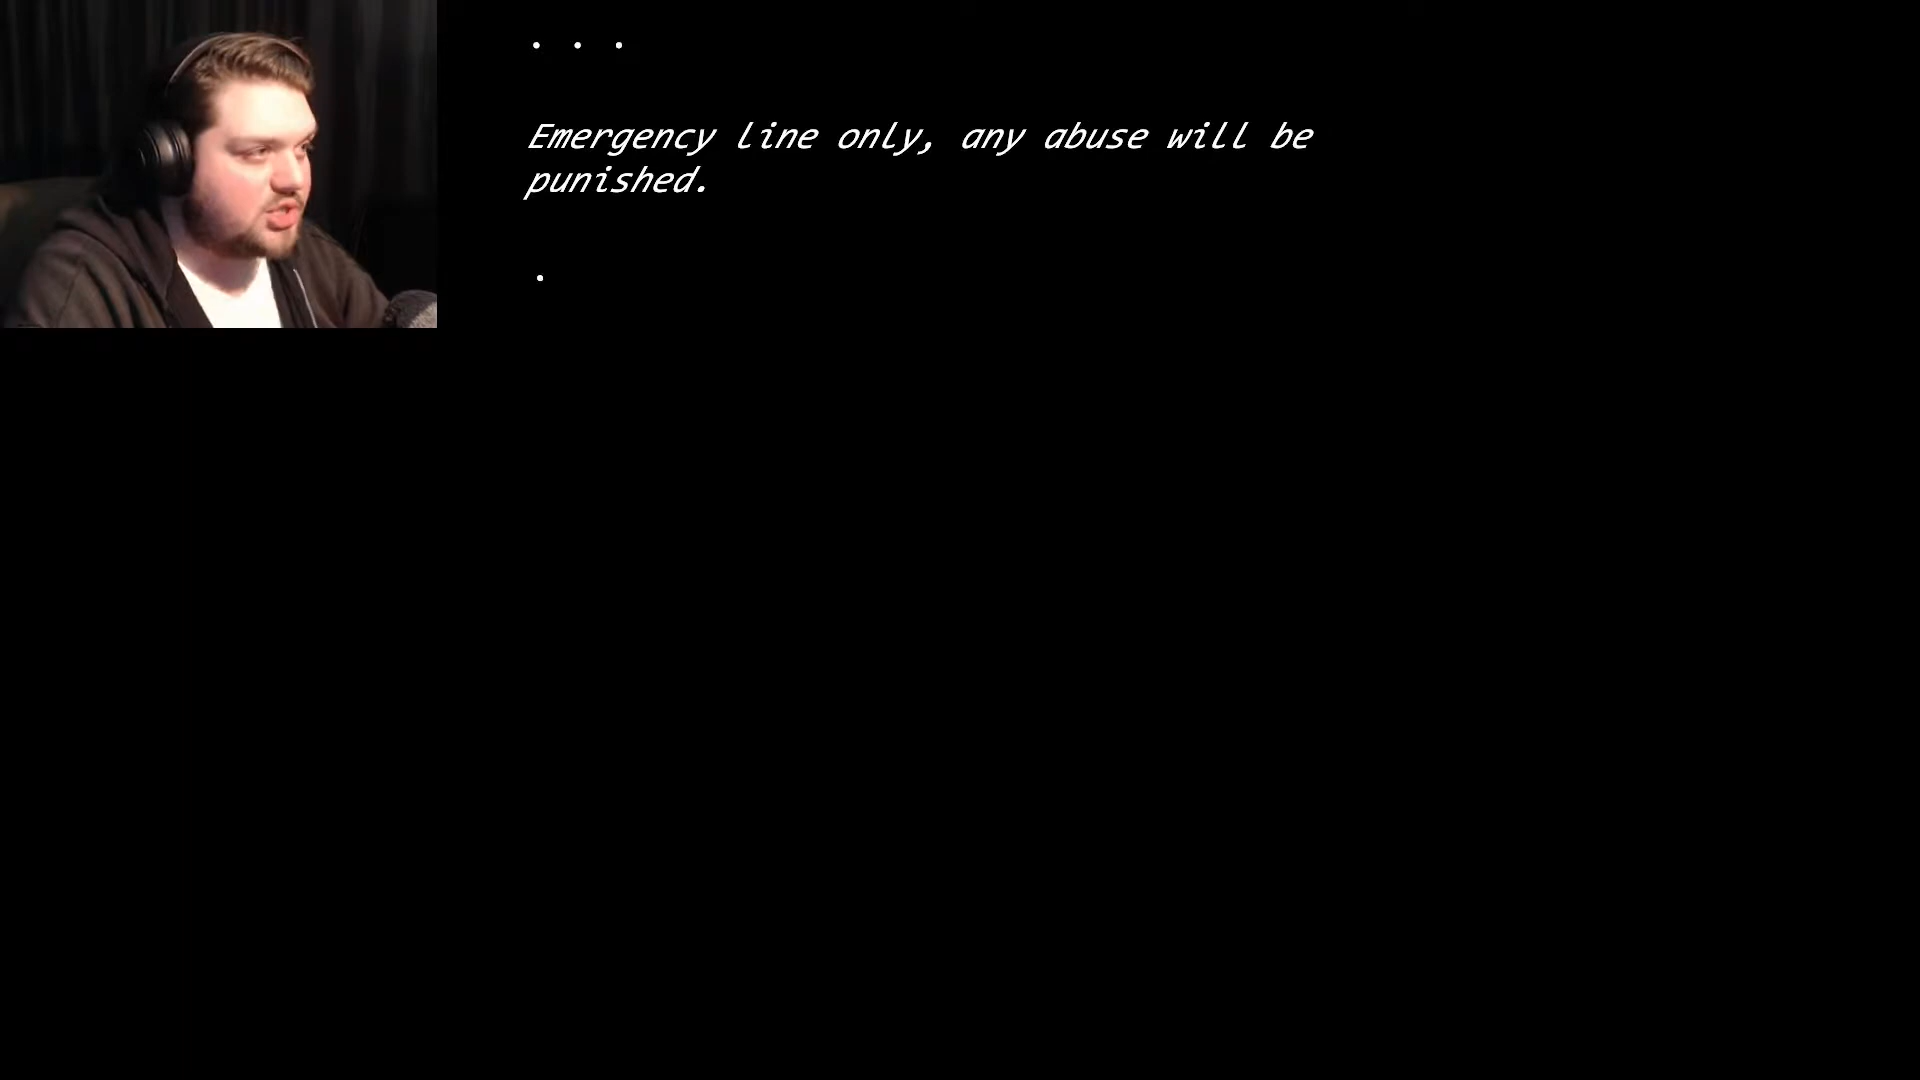 . . .
Emergency line only, any abuse will be
punished.
.